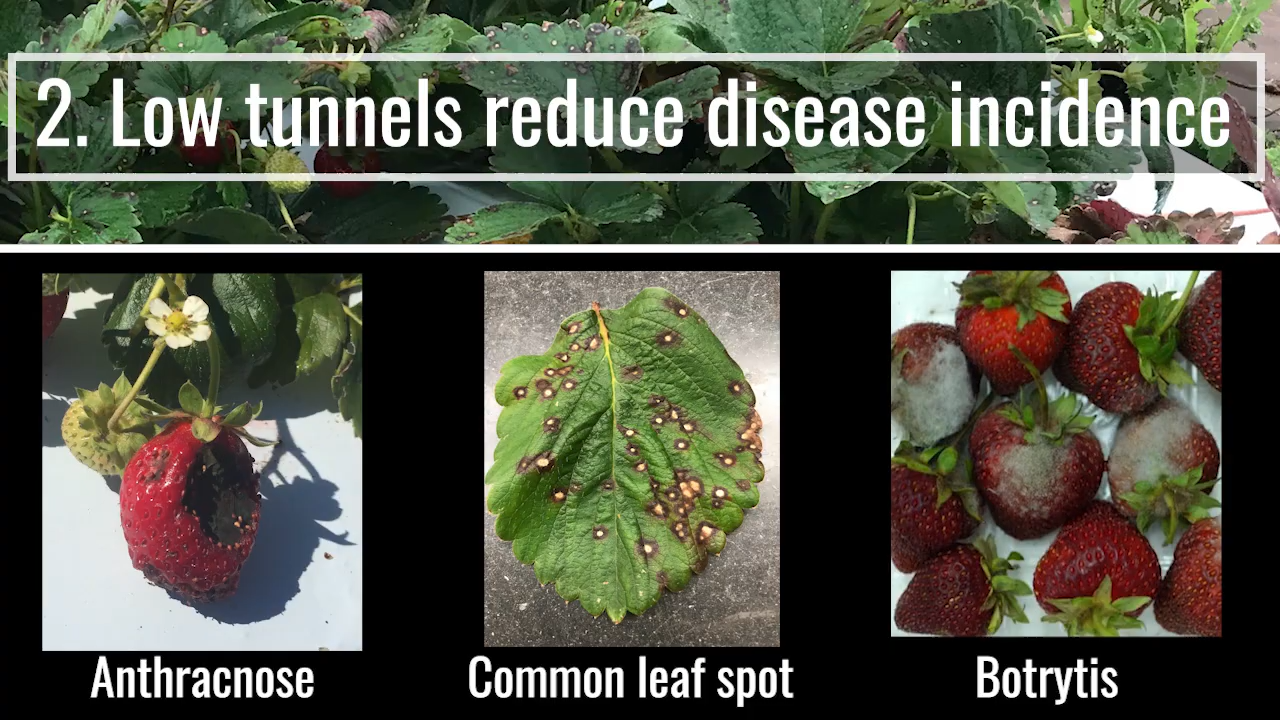 2. Low tunnels reduce disease incidence
Anthracnose
Common leaf spot
Botrytis